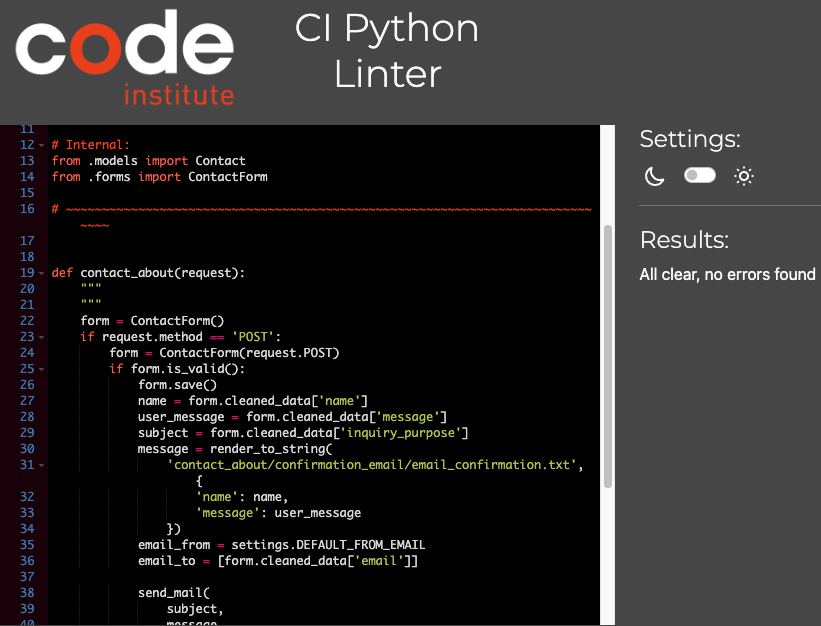 code
institute
CI Python
Linter
11
12 # Internal:
13 from .models import Contact
14 from .forms import ContactForm
15
16 # ~~~~~~~~~~~~~~~~~~~~~~~~~~~~~~~~~~~~~~~~~~~~~~~~~~~~~~~~~~~~~~~~~~~~~~~~~
~~~~
17
18
19 def contact_about(request):
20     """
21     """
22     form = ContactForm()
23     if request.method == 'POST':
24         form = ContactForm(request.POST)
25         if form.is_valid():
26             form.save()
27             name = form.cleaned_data['name']
28             user_message = form.cleaned_data['message']
29             subject = form.cleaned_data['inquiry_purpose']
30             message = render_to_string(
31                 'contact_about/confirmation_email/email_confirmation.txt',
{
32                     'name': name,
33                     'message': user_message
34                 })
35             email_from = settings.DEFAULT_FROM_EMAIL
36             email_to = [form.cleaned_data['email']]
37
38             send_mail(
39                 subject,
40                 message
Settings:
Results:
All clear, no errors found